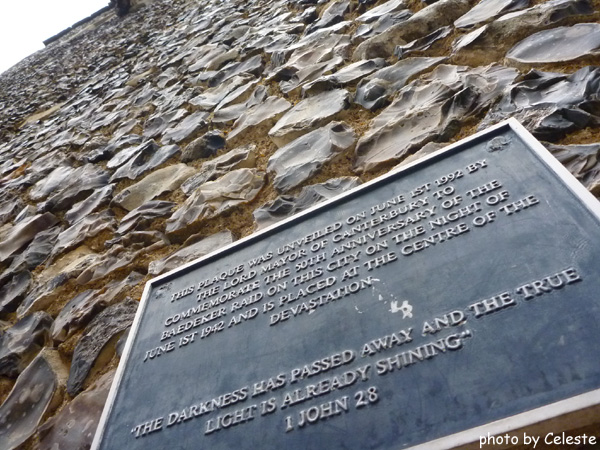 THIS PLAQUE WAS UNVEILED ON JUNE 1ST 1992 BY
THE LORD MAYOR OF CANTERBURY TO
COMMEMORATE THE 50TH ANNIVERSARY OF THE
BAEDEKER RAID ON THIS CITY ON THE NIGHT OF
JUNE 1ST 1942 AND IS PLACED AT THE CENTRE OF THE
DEVASTATION
"THE DARKNESS HAS PASSED AWAY AND THE TRUE
LIGHT IS ALREADY SHINING"
1 JOHN 2.8
photo by Celeste